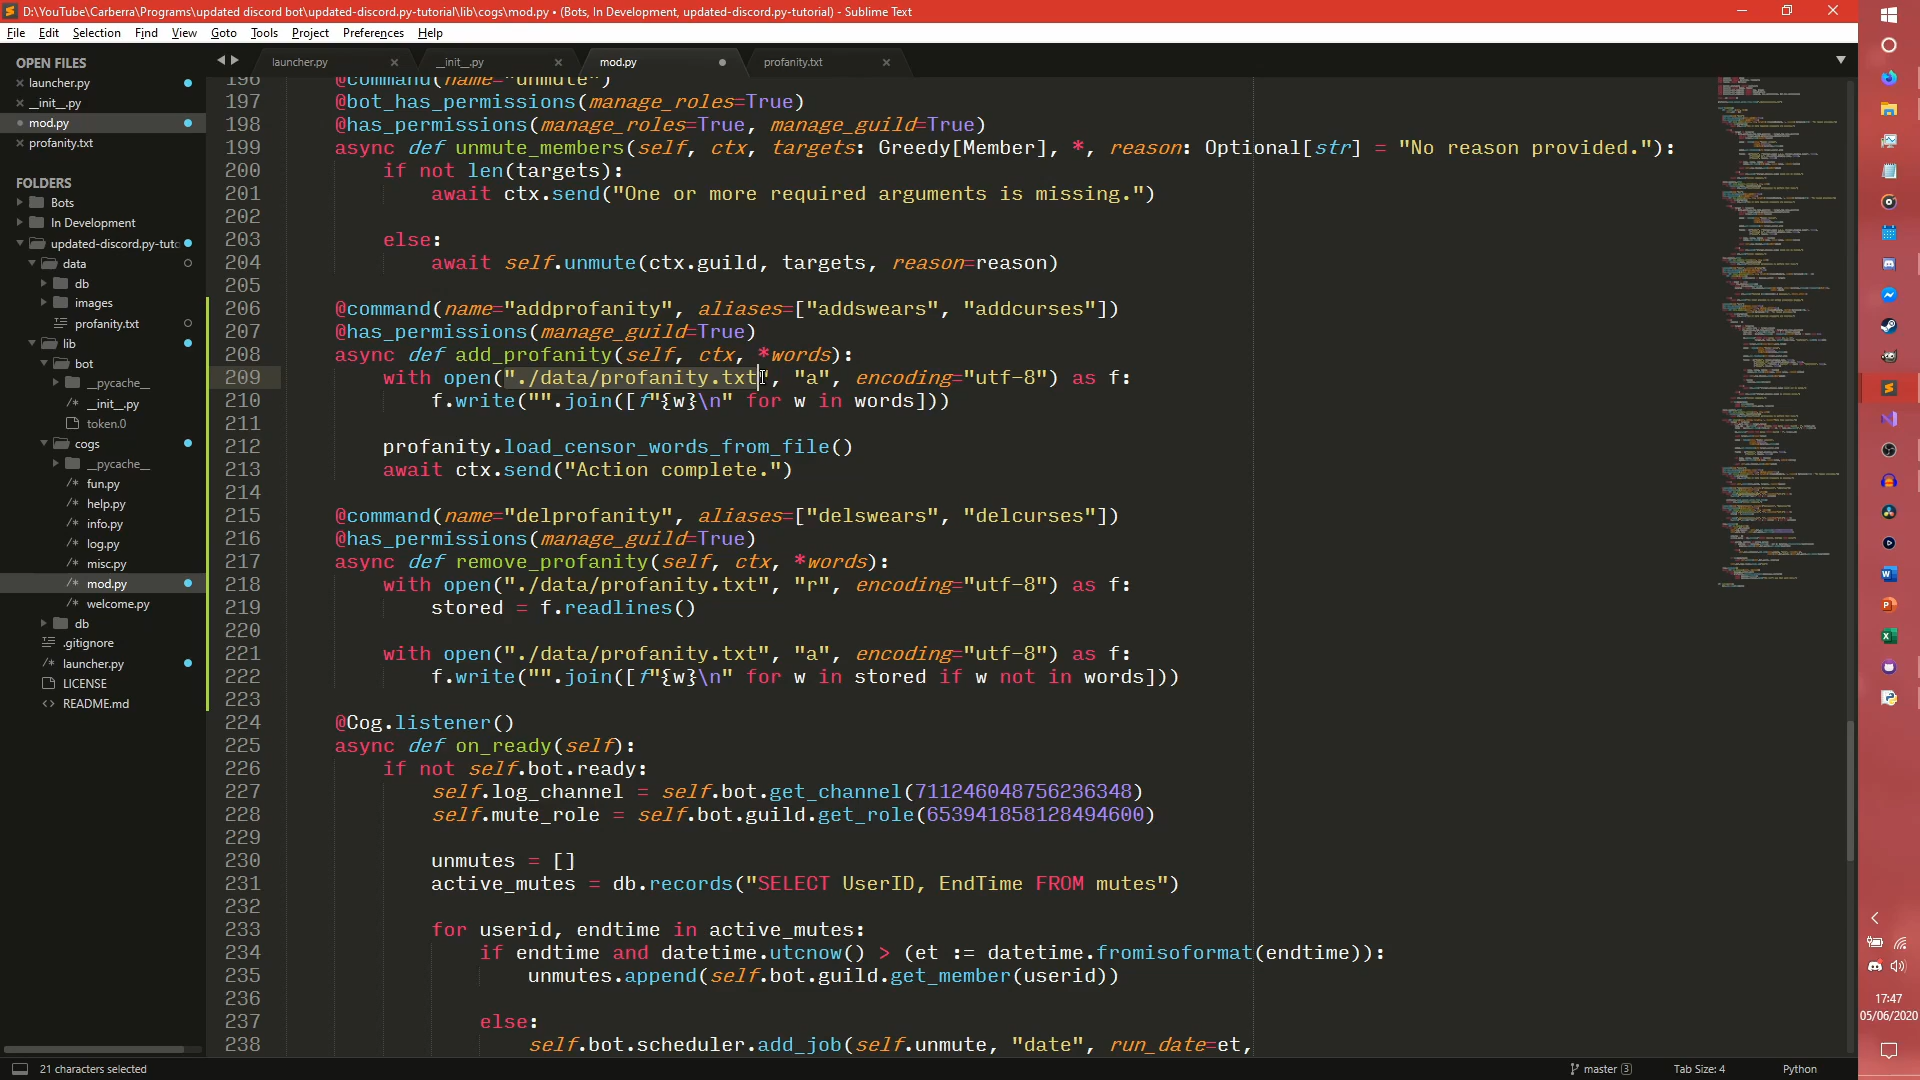 D:\YouTube\Carberra\Programs\updated discord bot\updated-discord.py-tutorial\lib\cogs\mod.py • (Bots, In Development, updated-discord.py-tutorial) - Sublime Text
File Edit Selection Find View Goto Tools Project Preferences Help
OPEN FILES
launcher.py
__init__.py
mod.py
profanity.txt
FOLDERS
Bots
In Development
updated-discord.py-tuto
data
db
images
profanity.txt
lib
bot
__pycache__
__init__.py
token.0
cogs
__pycache__
fun.py
help.py
info.py
log.py
misc.py
mod.py
welcome.py
db
.gitignore
launcher.py
LICENSE
README.md
launcher.py __init__.py mod.py profanity.txt
196 @command(name="unmute")
197 @bot_has_permissions(manage_roles=True)
198 @has_permissions(manage_roles=True, manage_guild=True)
199 async def unmute_members(self, ctx, targets: Greedy[Member], *, reason: Optional[str] = "No reason provided."):
200 if not len(targets):
201 await ctx.send("One or more required arguments is missing.")
202
203 else:
204 await self.unmute(ctx.guild, targets, reason=reason)
205
206 @command(name="addprofanity", aliases=["addswears", "addcurses"])
207 @has_permissions(manage_guild=True)
208 async def add_profanity(self, ctx, *words):
209 with open("./data/profanity.txt", "a", encoding="utf-8") as f:
210 f.write("".join([f"{w}\n" for w in words]))
211
212 profanity.load_censor_words_from_file()
213 await ctx.send("Action complete.")
214
215 @command(name="delprofanity", aliases=["delswears", "delcurses"])
216 @has_permissions(manage_guild=True)
217 async def remove_profanity(self, ctx, *words):
218 with open("./data/profanity.txt", "r", encoding="utf-8") as f:
219 stored = f.readlines()
220
221 with open("./data/profanity.txt", "a", encoding="utf-8") as f:
222 f.write("".join([f"{w}\n" for w in stored if w not in words]))
223
224 @Cog.listener()
225 async def on_ready(self):
226 if not self.bot.ready:
227 self.log_channel = self.bot.get_channel(711246048756236348)
228 self.mute_role = self.bot.guild.get_role(653941858128494600)
229
230 unmutes = []
231 active_mutes = db.records("SELECT UserID, EndTime FROM mutes")
232
233 for userid, endtime in active_mutes:
234 if endtime and datetime.utcnow() > (et := datetime.fromisoformat(endtime)):
235 unmutes.append(self.bot.guild.get_member(userid))
236
237 else:
238 self.bot.scheduler.add_job(self.unmute, "date", run_date=et,
21 characters selected
master 3
Tab Size: 4
Python
17:47
05/06/2020